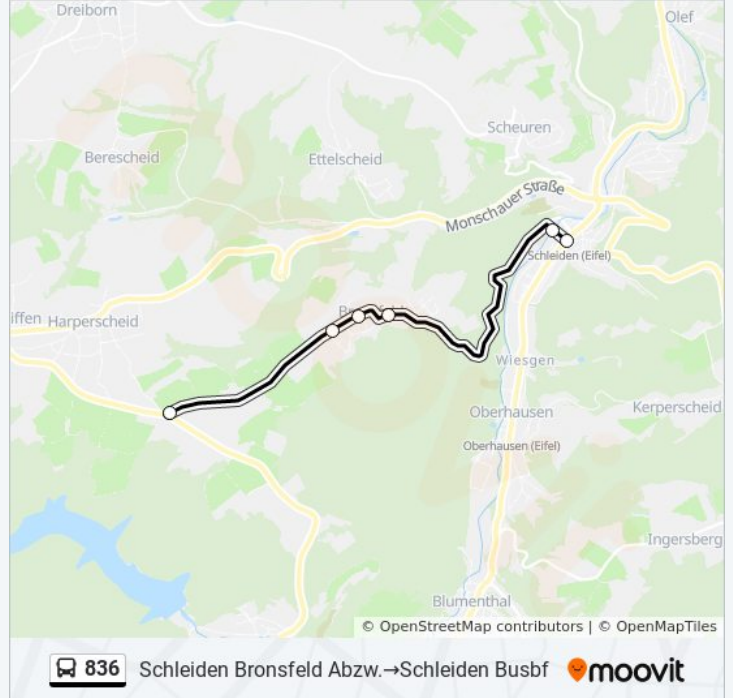 Dreiborn
Olef
Scheuren
Berescheid
Ettelscheid
Monschauer Straße
Schleiden (Eifel)
iffen Harperscheid
Wiesgen
Oberhausen
Kerperscheid
Oberhausen (Eifel)
Ingersberg
Blumenthal
© OpenStreetMap contributors | © OpenMapTiles
836 Schleiden Bronsfeld Abzw.→Schleiden Busbf moovit